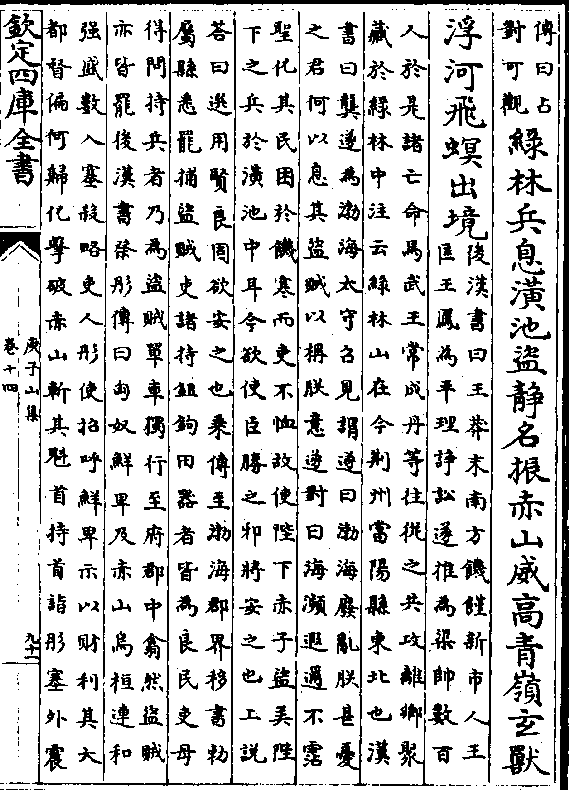 傳曰占
對可觀
綠林兵息潢池盜静名振赤山威高青嶺玄獸
浮河飛螟出境
後漢書曰王莽末南方饑饉新市人王
匡王鳳為平理諍訟遂推為渠帥數百
人於是諸亡命馬武王常成丹等往從之共攻離鄉聚
藏於綠林中注云綠林山在今荆州當陽縣東北也漢
書曰龔遂為渤海太守召見謂遂曰渤海廢亂朕甚憂
之君何以息其盜賊以稱朕意遂對曰海瀕遐逺不霑
聖化其民困於饑寒而吏不恤故使陛下赤子盜弄陛
下之兵於潢池中耳今欲使臣勝之邪將安之也上説
答曰選用賢良固欲安之也乘傳至渤海郡界移書勑
屬縣悉罷捕盜賊吏諸持鉏鉤田器者皆為良民吏毋
得問持兵者乃為盜賊單車獨行至府郡中翕然盜賊
亦皆罷後漢書祭肜傳曰匈奴鮮卑及赤山烏桓連和
强盛數入塞殺略吏人肜使招呼鮮卑示以財利其大
都督偏何歸化擊破赤山斬其魁首持首詣肜塞外震
欽定四庫全書
庾子山集
卷十四
九十一